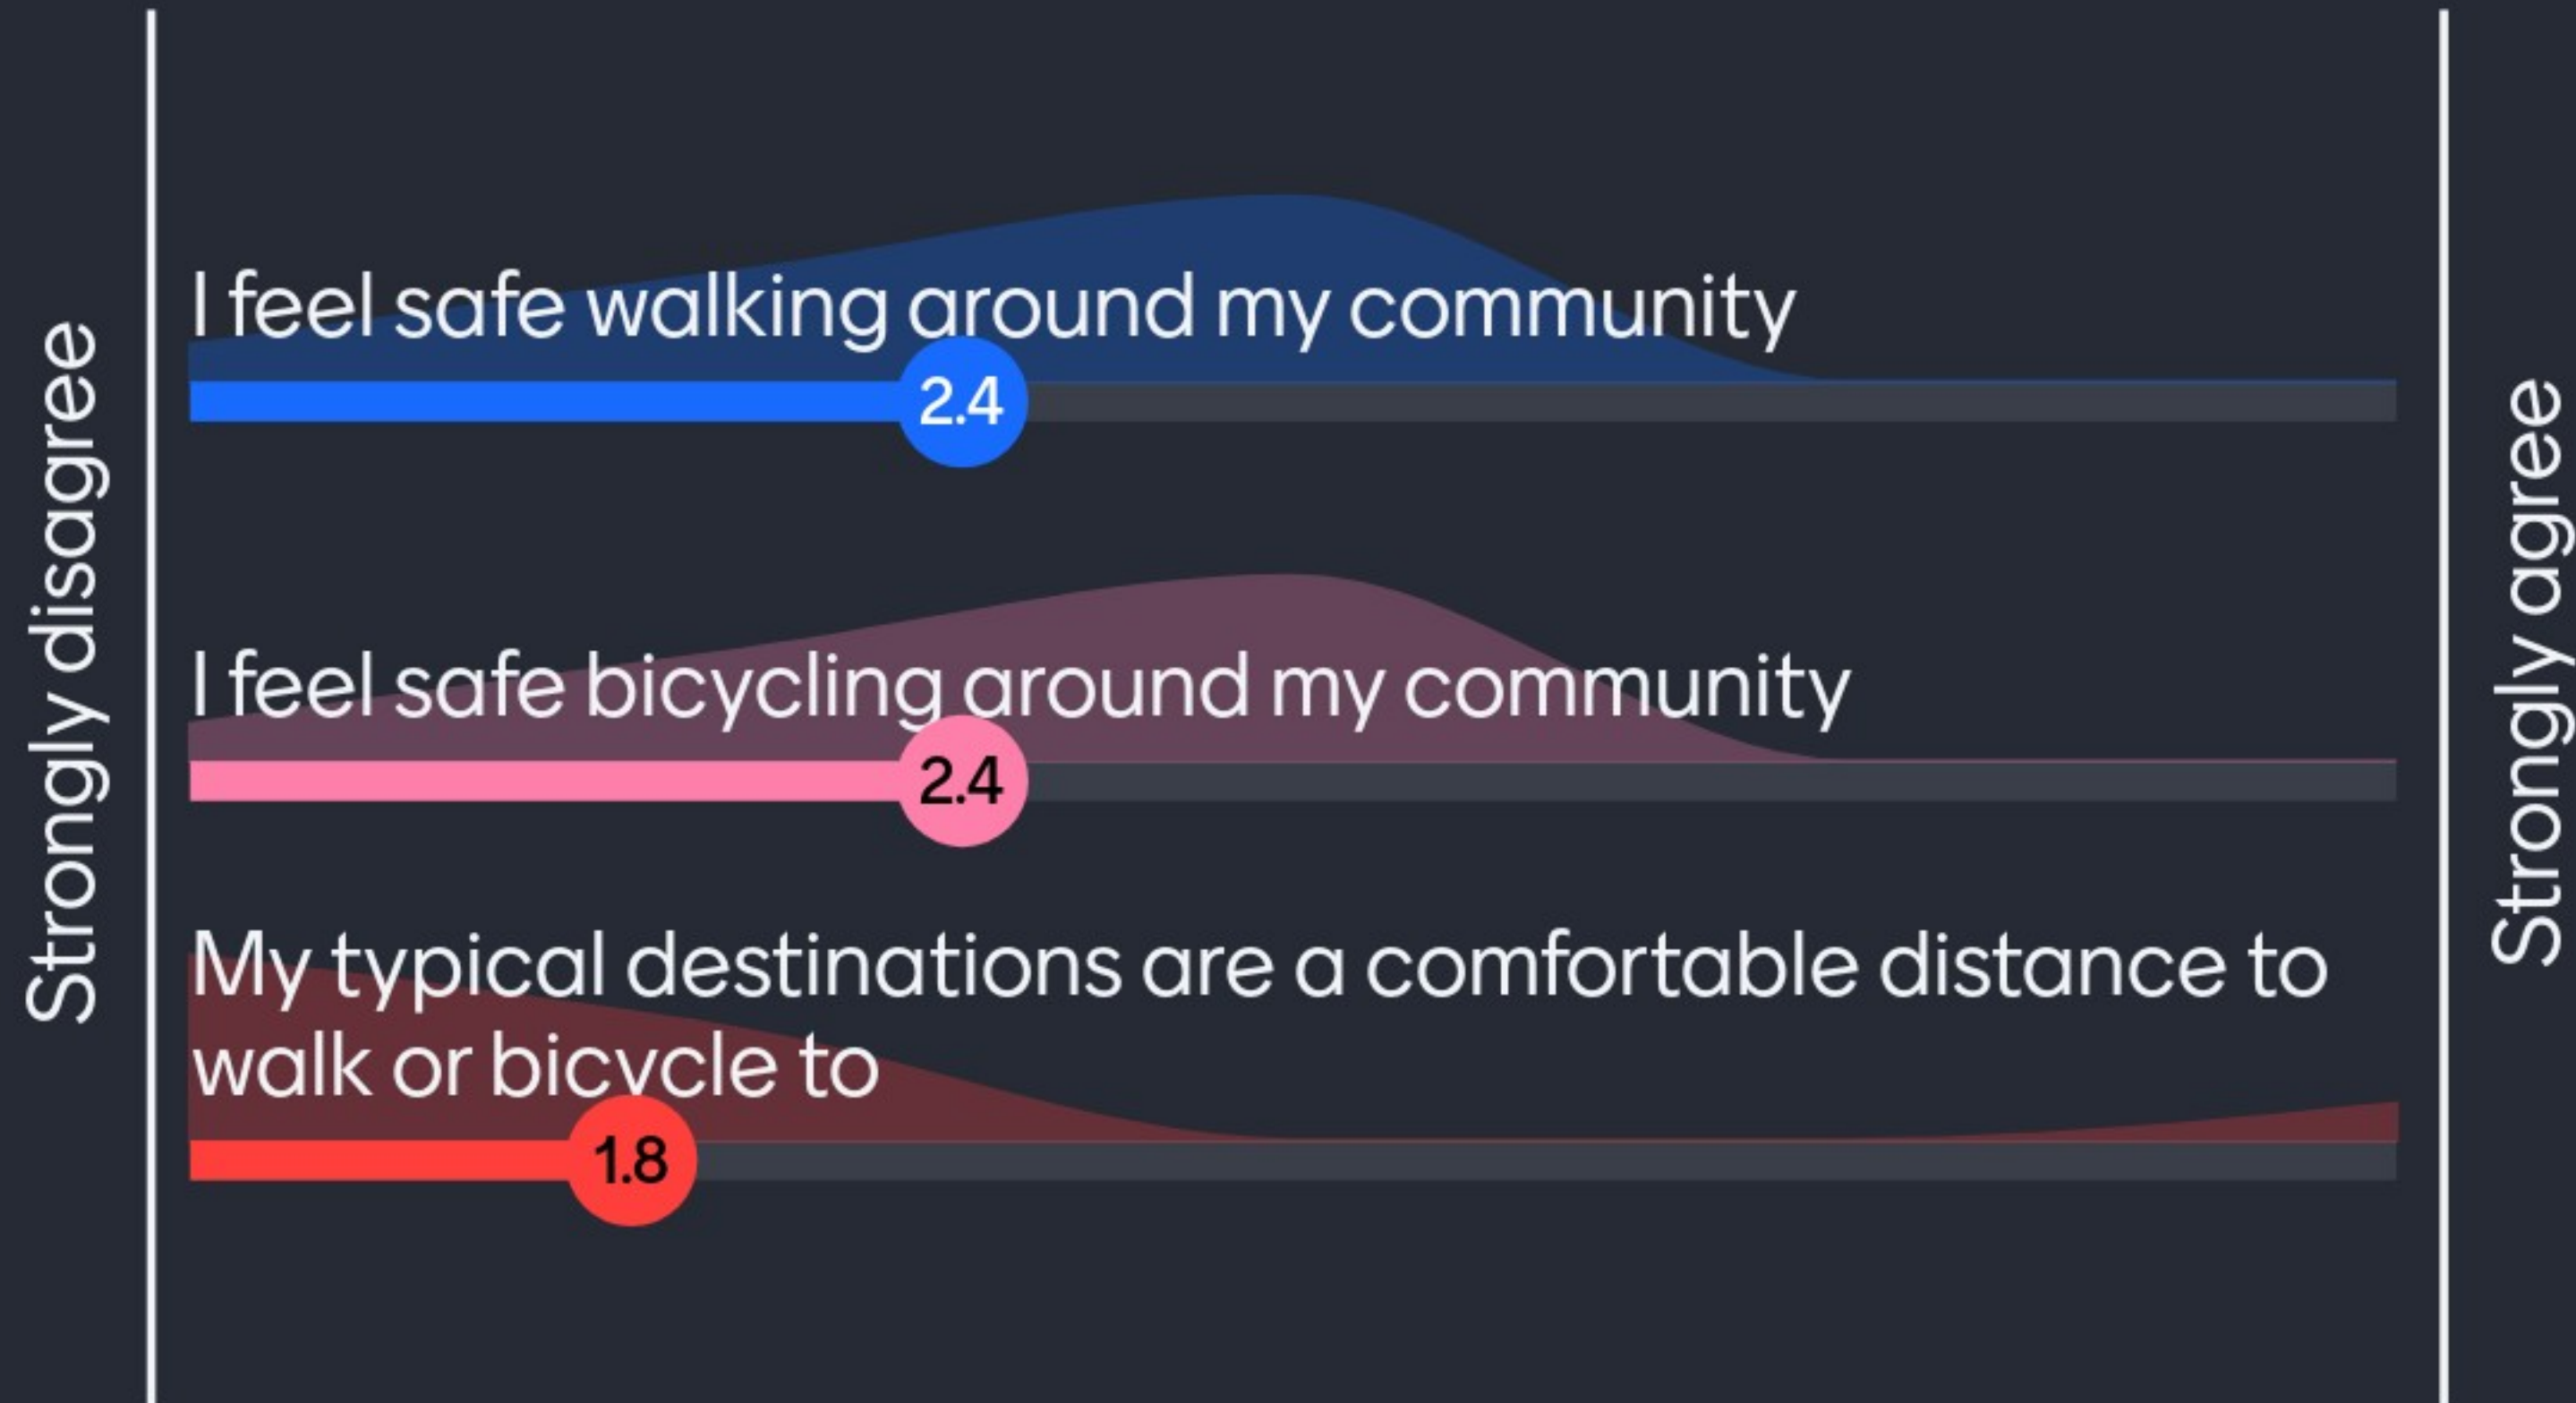 Strongly disagree
I feel safe walking around my community
2.4
I feel safe bicycling around my community
2.4
My typical destinations are a comfortable distance to
walk or bicycle to
1.8
Strongly agree